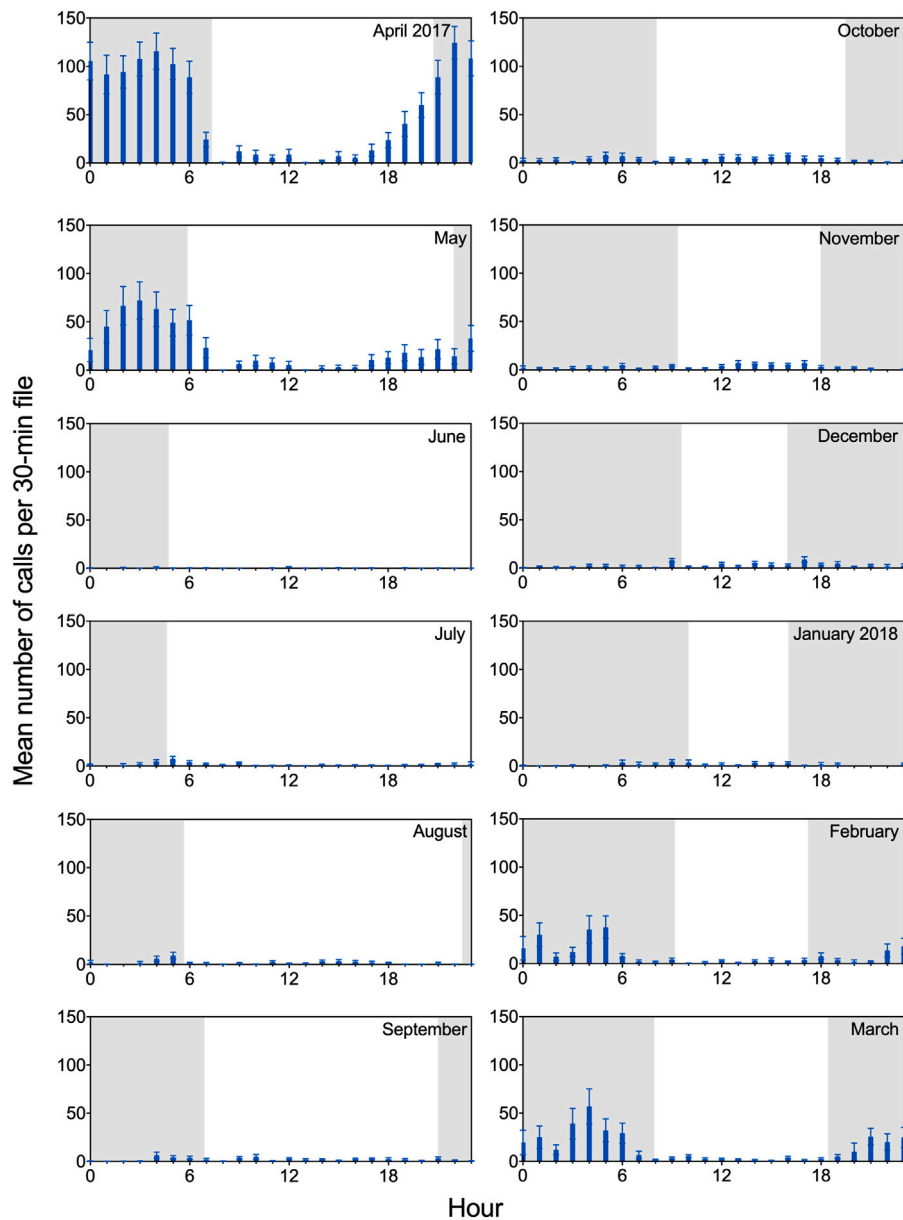 Mean number of calls per 30-min file
April 2017
150
100
50
0
0 6 12 18
October
150
100
50
0
0 6 12 18
May
150
100
50
0
0 6 12 18
November
150
100
50
0
0 6 12 18
June
150
100
50
0
0 6 12 18
December
150
100
50
0
0 6 12 18
July
150
100
50
0
0 6 12 18
January 2018
150
100
50
0
0 6 12 18
August
150
100
50
0
0 6 12 18
February
150
100
50
0
0 6 12 18
September
150
100
50
0
0 6 12 18
March
150
100
50
0
0 6 12 18
Hour